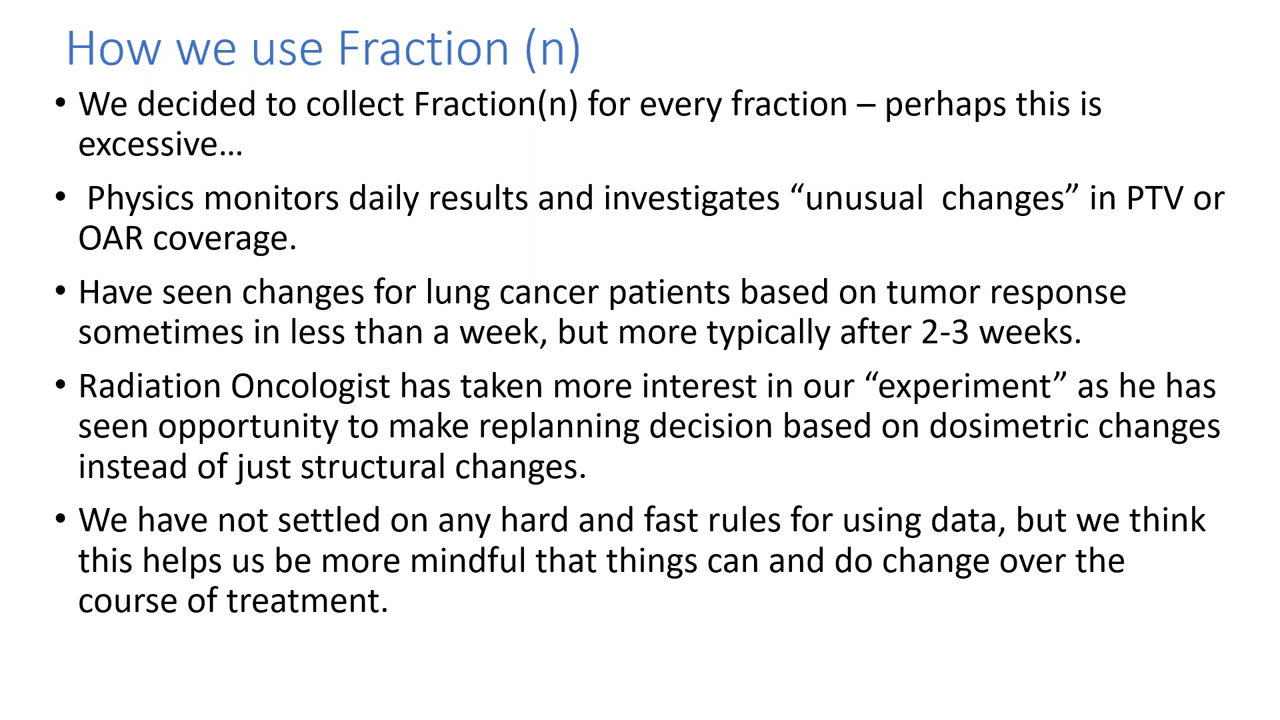 How we use Fraction (n)
• We decided to collect Fraction(n) for every fraction – perhaps this is
excessive…
• Physics monitors daily results and investigates “unusual  changes” in PTV or
OAR coverage.
• Have seen changes for lung cancer patients based on tumor response
sometimes in less than a week, but more typically after 2-3 weeks.
• Radiation Oncologist has taken more interest in our “experiment” as he has
seen opportunity to make replanning decision based on dosimetric changes
instead of just structural changes.
• We have not settled on any hard and fast rules for using data, but we think
this helps us be more mindful that things can and do change over the
course of treatment.